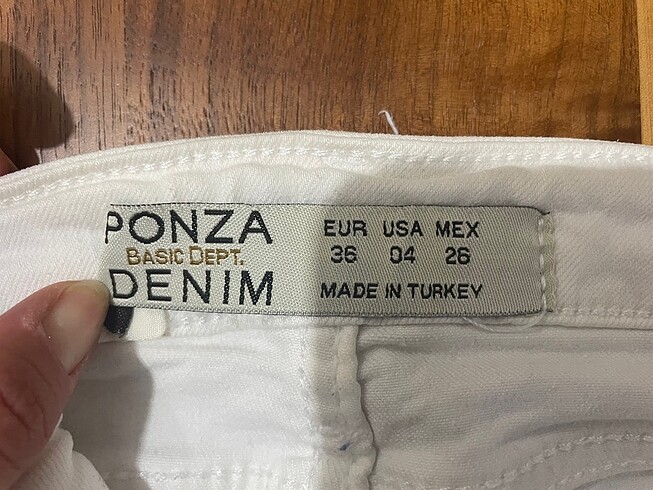 PONZA
BASIC DEPT.
DENIM
EUR USA MEX
36 04 26
MADE IN TURKEY